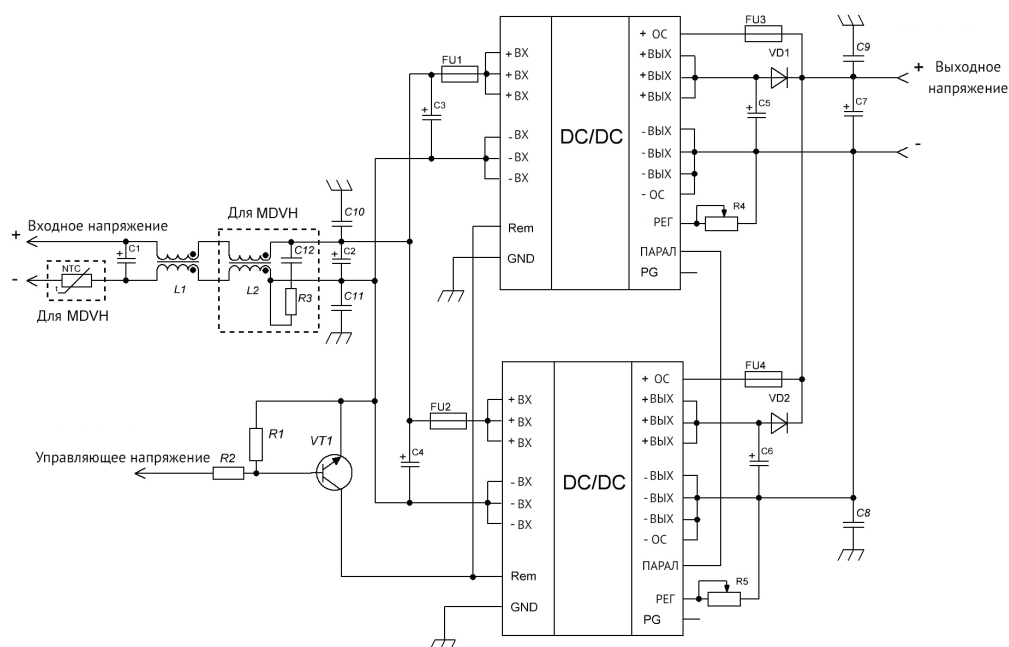 FU3
+ ОС
VD1
C9
+ ВХ
FU1
+ВЫХ
+ Выходное
напряжение
+ ВХ
+ВЫХ
+ ВХ
+ВЫХ
C3
C5
C7
- ВХ
-ВЫХ
DC/DC
- ВХ
-ВЫХ
-
- ВХ
-ВЫХ
- ОС
Для MDVH
C10
R4
РЕГ
Rem
+ Входное напряжение
C1
C12
C2
ПАРАЛ
GND
PG
NTC
t
-
L1
L2
R3
C11
Для MDVH
FU4
+ ОС
VD2
+ ВХ
FU2
+ВЫХ
+ ВХ
+ВЫХ
+ ВХ
+ВЫХ
R1
VT1
C4
C6
Управляющее напряжение
R2
- ВХ
-ВЫХ
DC/DC
- ВХ
-ВЫХ
- ВХ
-ВЫХ
C8
- ОС
ПАРАЛ
Rem
R5
РЕГ
GND
PG